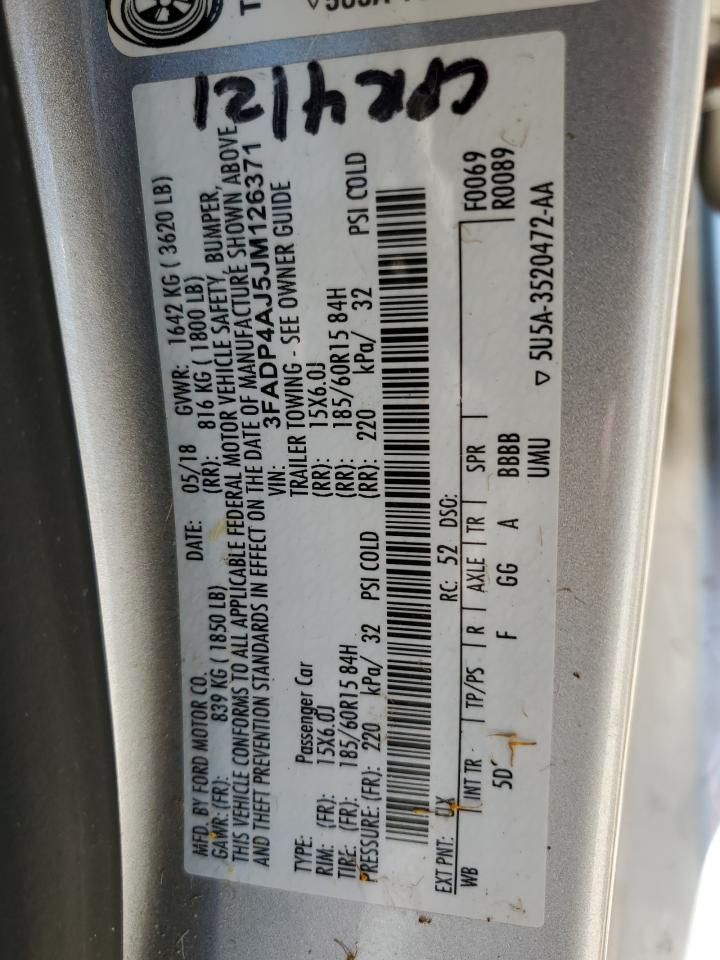 CPR 4/21
MFD. BY FORD MOTOR CO.
DATE: 05/18 GVWR: 1642 KG ( 3620 LB)
GAWR: (FR): 839 KG ( 1850 LB) (RR): 816 KG ( 1800 LB)
THIS VEHICLE CONFORMS TO ALL APPLICABLE FEDERAL MOTOR VEHICLE SAFETY, BUMPER,
AND THEFT PREVENTION STANDARDS IN EFFECT ON THE DATE OF MANUFACTURE SHOWN ABOVE
VIN: 3FADP4AJ5JM126371
TYPE: Passenger Car TRAILER TOWING - SEE OWNER GUIDE
RIM: (FR): 15X6.0J (RR): 15X6.0J
TIRE: (FR): 185/60R15 84H (RR): 185/60R15 84H
PRESSURE: (FR): 220 kPa/ 32 PSI COLD (RR): 220 kPa/ 32 PSI COLD
EXT PNT: UX RC: 52 DSO: F0069
WB INT TR TP/PS R AXLE TR SPR R0089
5D F GG A BBBB
UMU ▽ 5U5A-3520472-AA